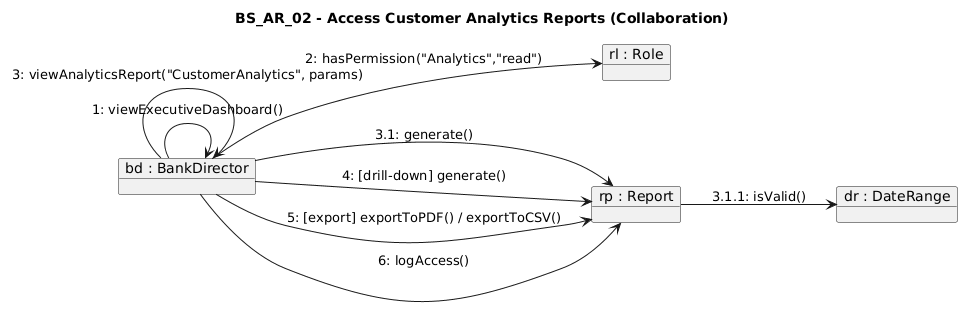 BS_AR_02 - Access Customer Analytics Reports (Collaboration)
rl : Role
2: hasPermission("Analytics","read")
3: viewAnalyticsReport("CustomerAnalytics", params)
1: viewExecutiveDashboard()
3.1: generate()
bd : BankDirector
4: [drill-down] generate()
rp : Report
3.1.1: isValid()
dr : DateRange
5: [export] exportToPDF() / exportToCSV()
6: logAccess()